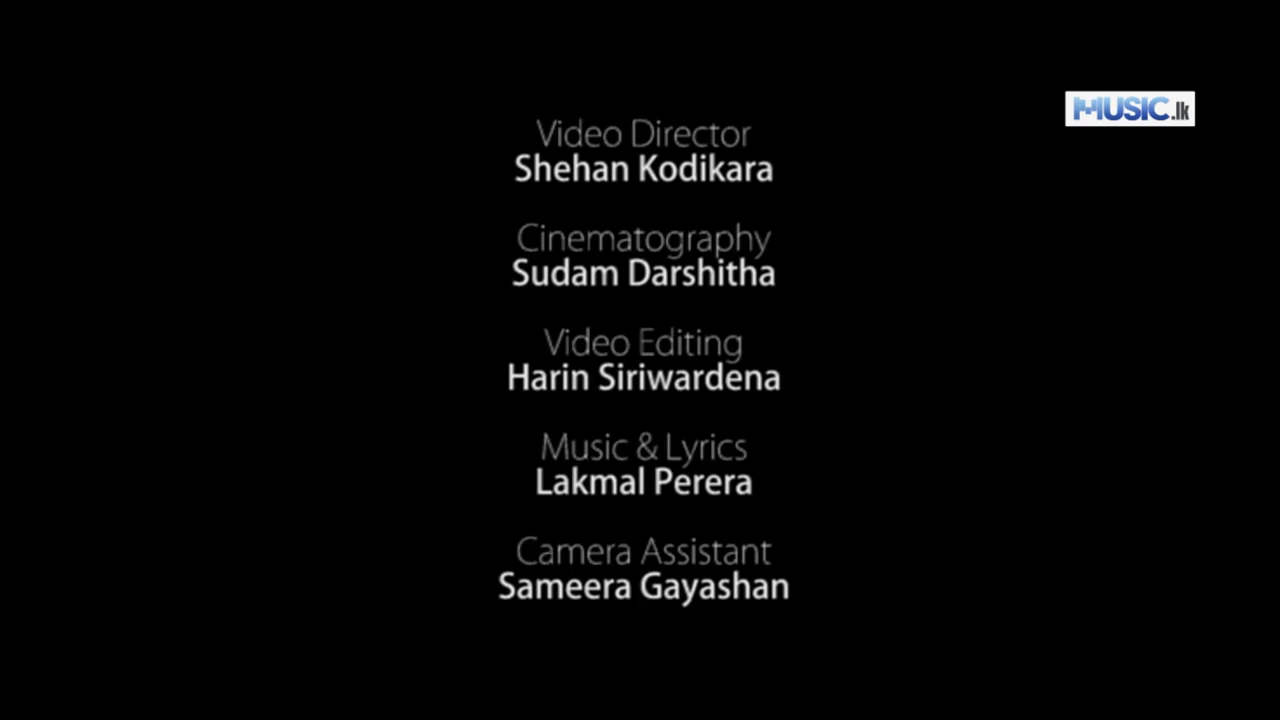 MUSIC.lk
Video Director
Shehan Kodikara
Cinematography
Sudam Darshitha
Video Editing
Harin Siriwardena
Music & Lyrics
Lakmal Perera
Camera Assistant
Sameera Gayashan